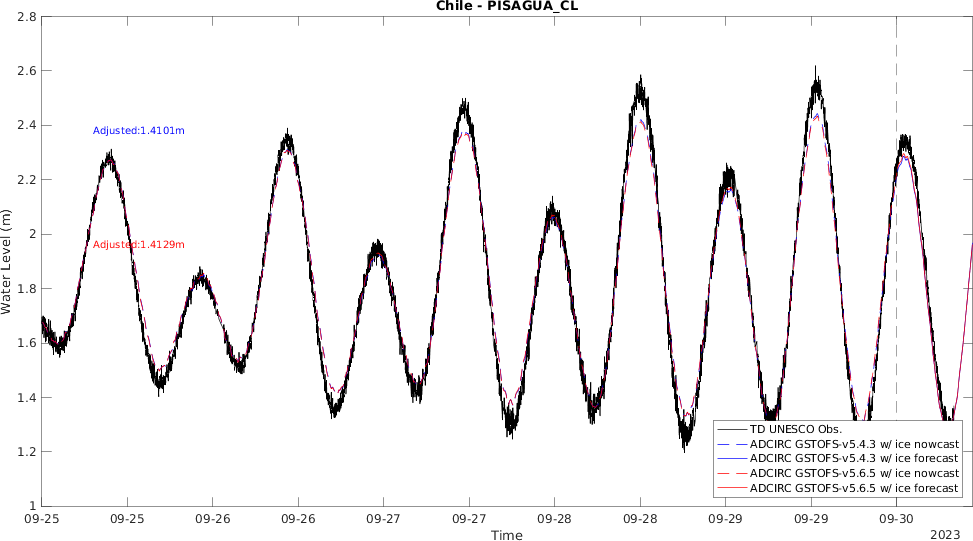 Chile - PISAGUA_CL
2.8
2.6
2.4
2.2
2
1.8
1.6
1.4
1.2
1
Water Level (m)
Adjusted:1.4101m
Adjusted:1.4129m
TD UNESCO Obs.
ADCIRC GSTOFS-v5.4.3 w/ ice nowcast
ADCIRC GSTOFS-v5.4.3 w/ ice forecast
ADCIRC GSTOFS-v5.6.5 w/ ice nowcast
ADCIRC GSTOFS-v5.6.5 w/ ice forecast
09-25 09-25 09-26 09-26 09-27 09-27 09-28 09-28 09-29 09-29 09-30
Time
2023